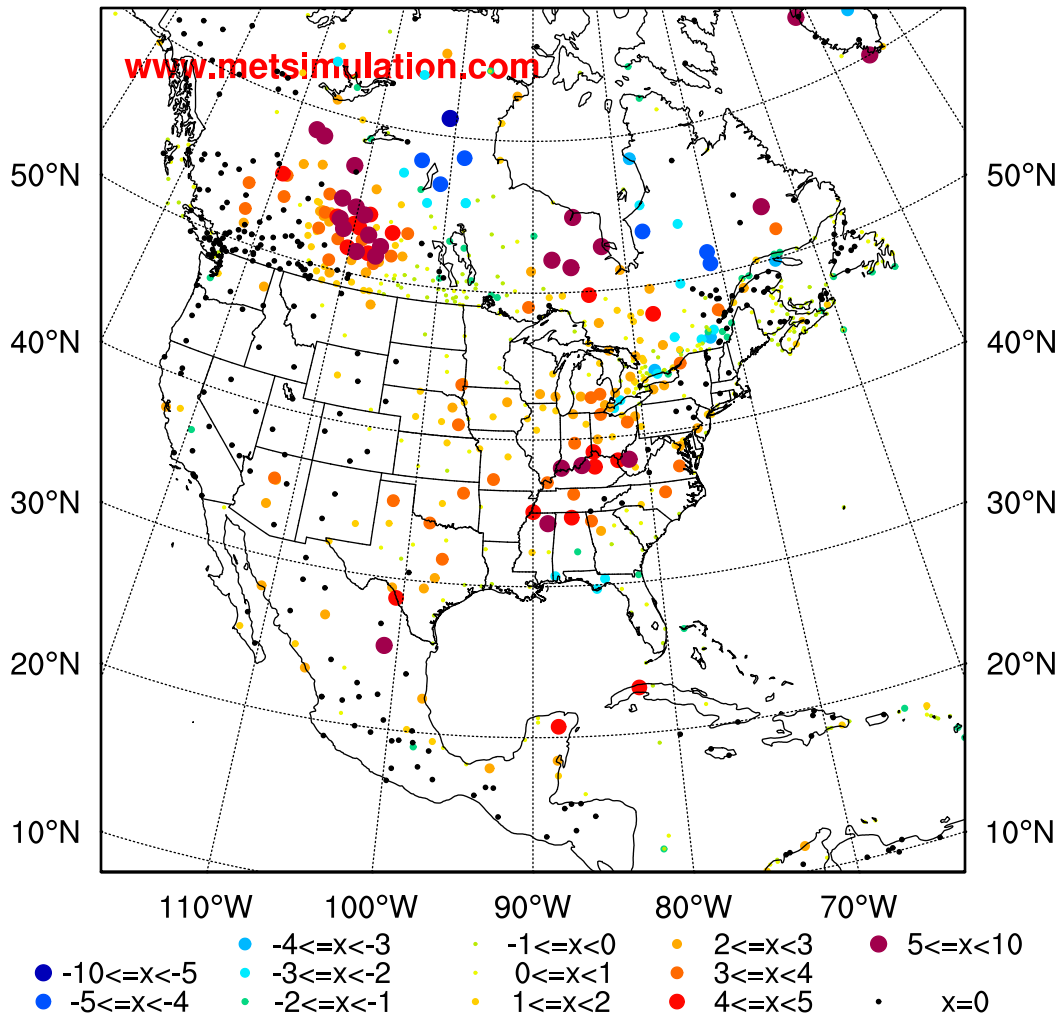 www.metsimulation.com
50°N 50°N
40°N 40°N
30°N 30°N
20°N 20°N
10°N 10°N
110°W 100°W 90°W 80°W 70°W
-4<=x<-3 -1<=x<0 2<=x<3 5<=x<10
-10<=x<-5 -3<=x<-2 0<=x<1 3<=x<4
-5<=x<-4 -2<=x<-1 1<=x<2 4<=x<5 x=0